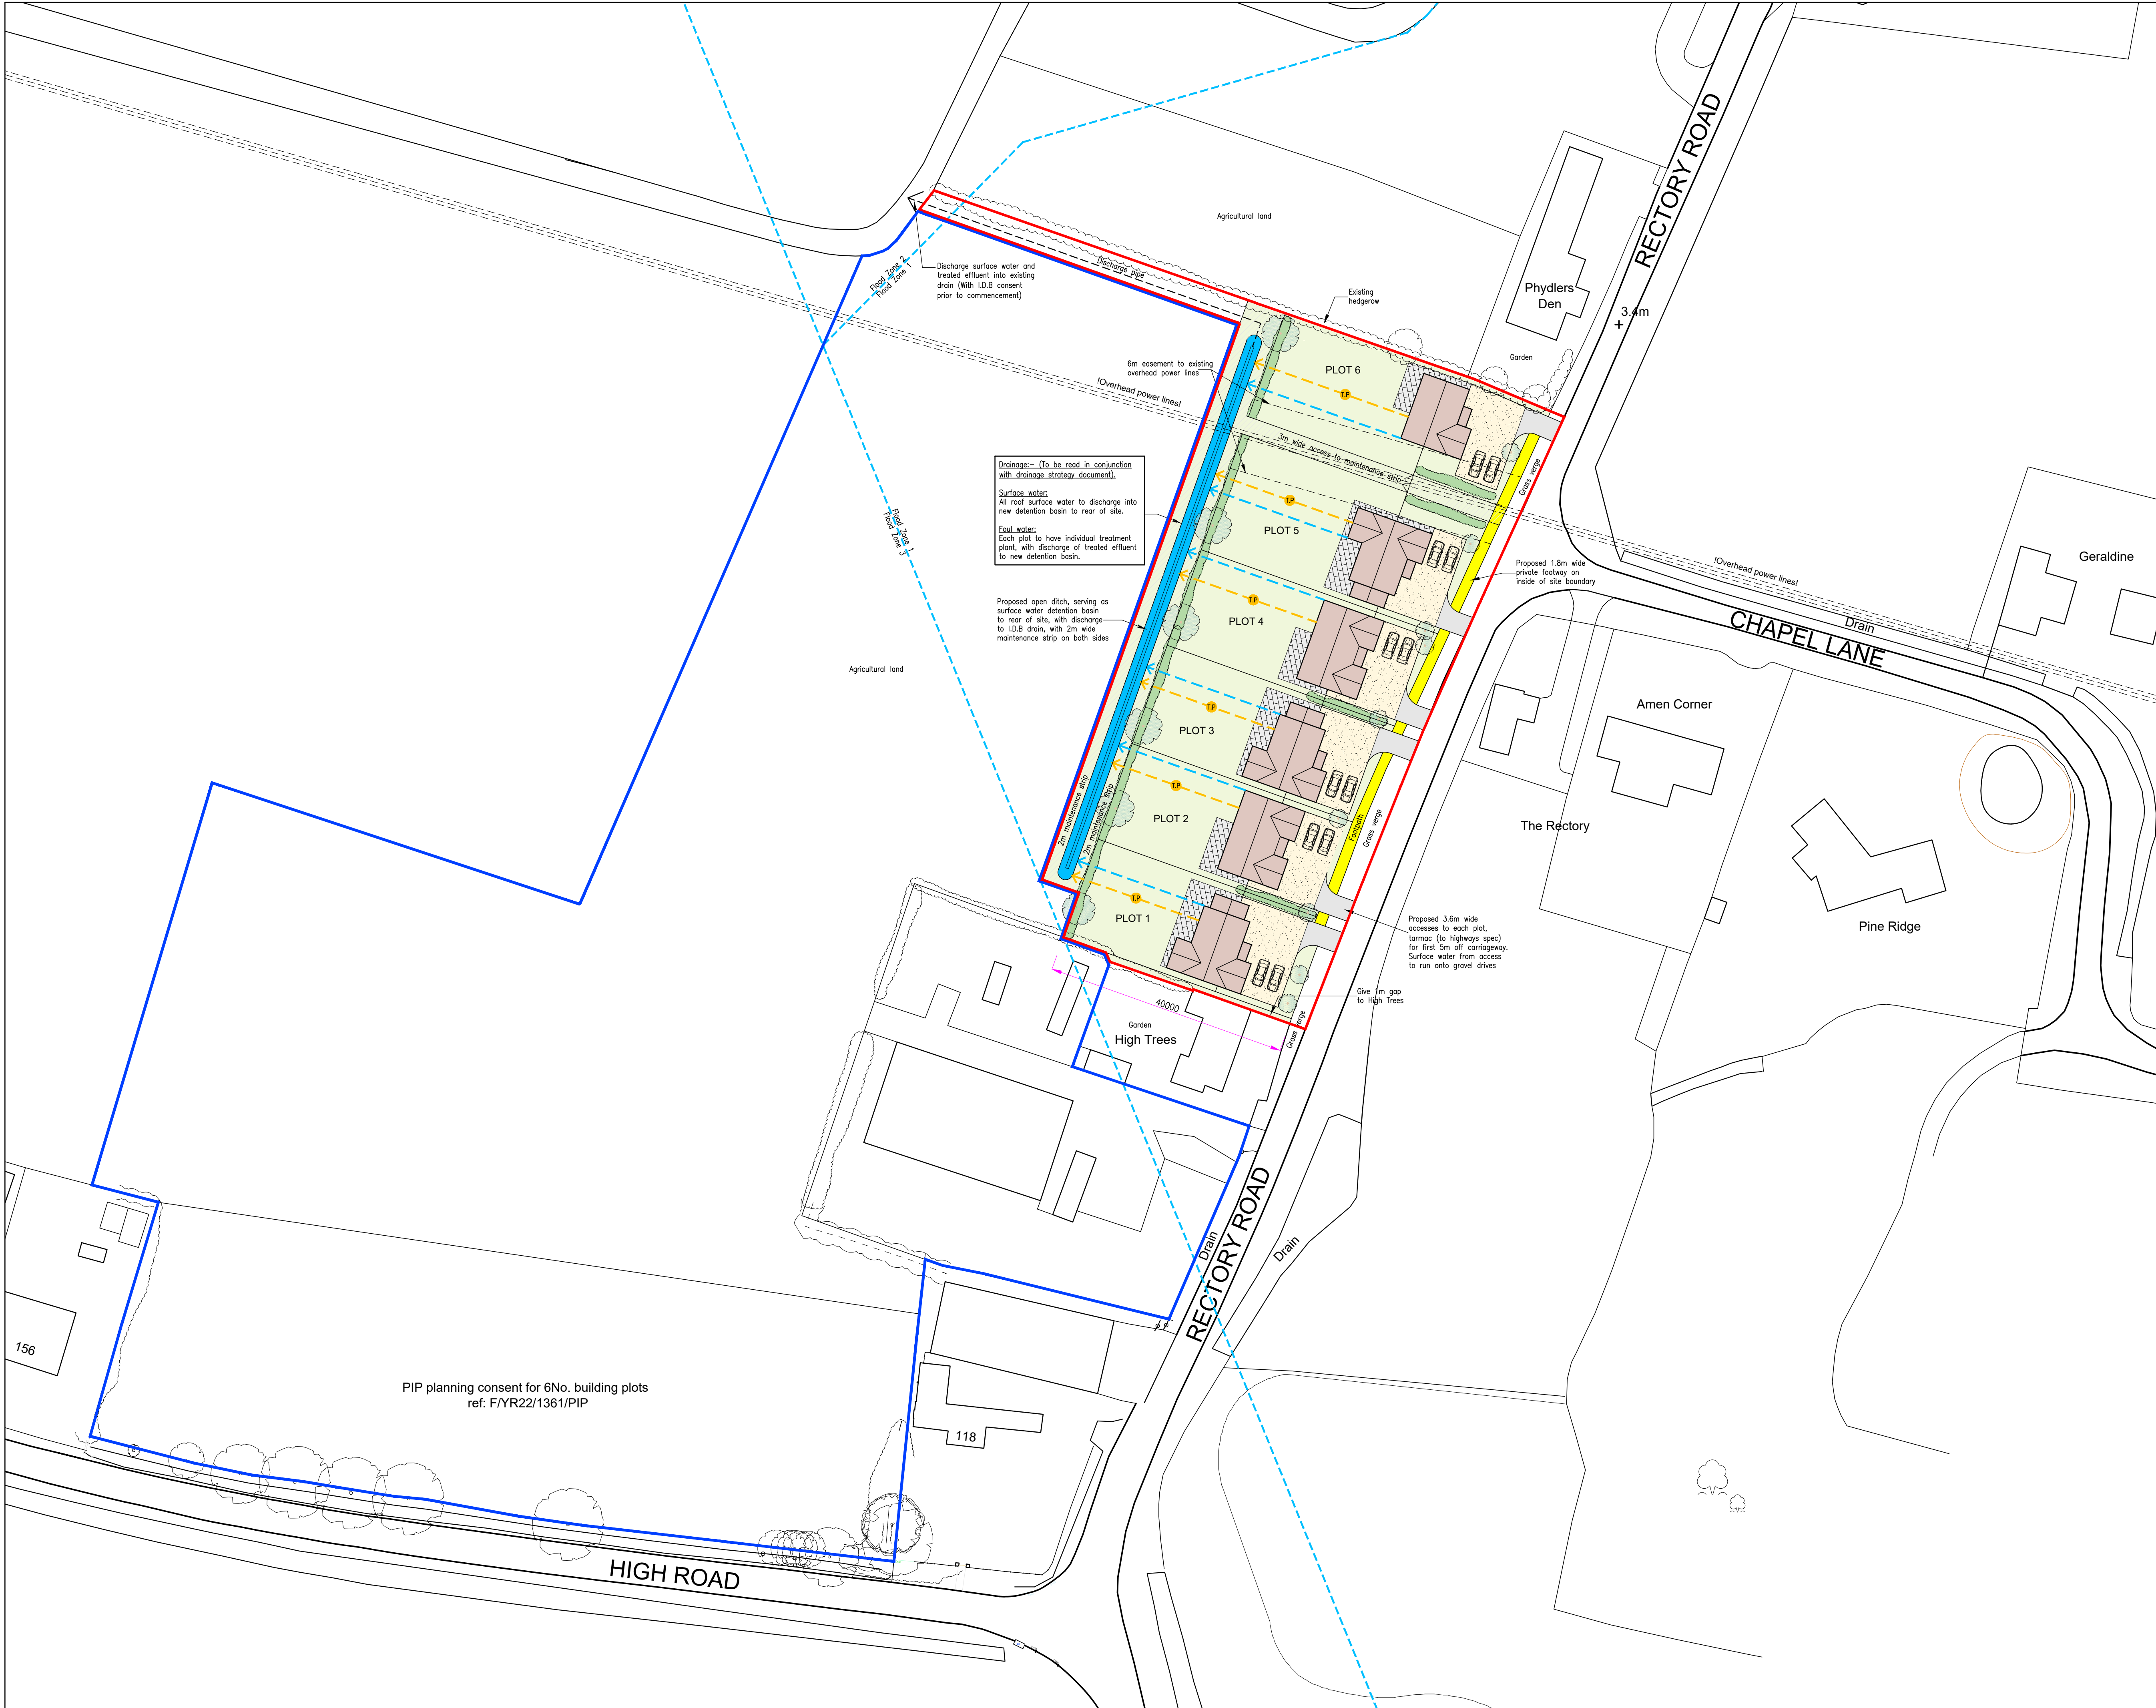 RECTORY ROAD
Agricultural land
Flood Zone 2
Flood Zone 1
Discharge surface water and
treated effluent into existing
drain (With I.D.B consent
prior to commencement)
Discharge pipe
Existing
hedgerow
Phydlers
Den
3.4m
Garden
6m easement to existing
overhead power lines
!Overhead power lines!
PLOT 6
T.P
3m wide access to maintenance strip
Grass verge
Drainage:- (To be read in conjunction
with drainage strategy document).
Surface water:
All roof surface water to discharge into
new detention basin to rear of site.
Foul water:
Each plot to have individual treatment
plant, with discharge of treated effluent
to new detention basin.
T.P
PLOT 5
Flood Zone 1
Flood Zone 3
Proposed 1.8m wide
private footway on
inside of site boundary
!Overhead power lines!
Geraldine
Proposed open ditch, serving as
surface water detention basin
to rear of site, with discharge
to I.D.B drain, with 2m wide
maintenance strip on both sides
T.P
PLOT 4
Drain
CHAPEL LANE
Agricultural land
T.P
PLOT 3
Amen Corner
2m maintenance strip
2m maintenance strip
T.P
PLOT 2
Footpath
Grass verge
The Rectory
T.P
PLOT 1
Proposed 3.6m wide
accesses to each plot,
tarmac (to highways spec)
for first 5m off carriageway.
Surface water from access
to run onto gravel drives
Pine Ridge
Give 1m gap
to High Trees
40000
Garden
High Trees
Grass verge
Drain
RECTORY ROAD
Drain
156
PIP planning consent for 6No. building plots
ref: F/YR22/1361/PIP
118
HIGH ROAD